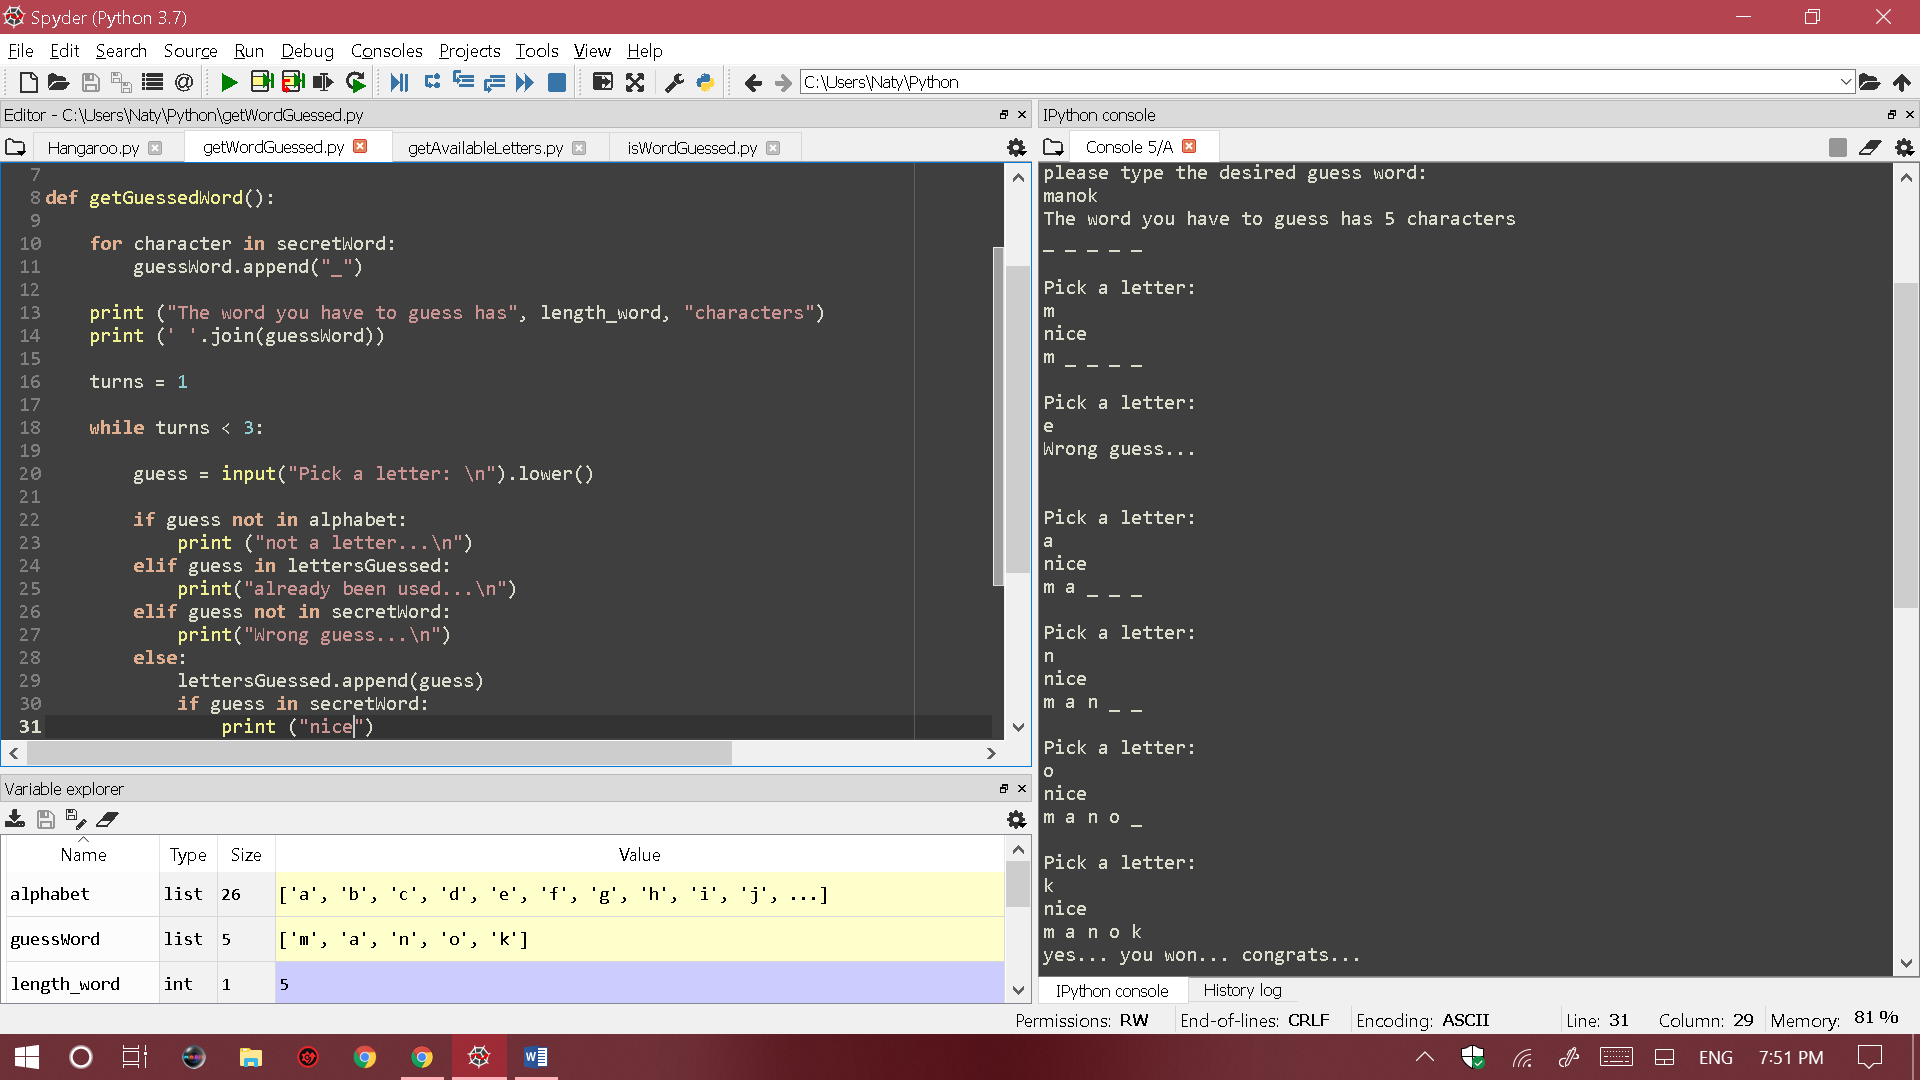 Spyder (Python 3.7)
File Edit Search Source Run Debug Consoles Projects Tools View Help
C:\Users\Naty\Python
Editor - C:\Users\Naty\Python\getWordGuessed.py
Hangaroo.py getWordGuessed.py getAvailableLetters.py isWordGuessed.py
7
8 def getGuessedWord():
9
10     for character in secretWord:
11         guessWord.append("_")
12
13     print ("The word you have to guess has", length_word, "characters")
14     print (' '.join(guessWord))
15
16     turns = 1
17
18     while turns < 3:
19
20         guess = input("Pick a letter: \n").lower()
21
22         if guess not in alphabet:
23             print ("not a letter...\n")
24         elif guess in lettersGuessed:
25             print("already been used...\n")
26         elif guess not in secretWord:
27             print("Wrong guess...\n")
28         else:
29             lettersGuessed.append(guess)
30             if guess in secretWord:
31                 print ("nice")
Variable explorer
Name Type Size Value
alphabet list 26 ['a', 'b', 'c', 'd', 'e', 'f', 'g', 'h', 'i', 'j', ...]
guessWord list 5 ['m', 'a', 'n', 'o', 'k']
length_word int 1 5
IPython console
Console 5/A
please type the desired guess word:
manok
The word you have to guess has 5 characters
_ _ _ _ _
Pick a letter:
m
nice
m _ _ _ _
Pick a letter:
e
Wrong guess...
Pick a letter:
a
nice
m a _ _ _
Pick a letter:
n
nice
m a n _ _
Pick a letter:
o
nice
m a n o _
Pick a letter:
k
nice
m a n o k
yes... you won... congrats...
IPython console History log
Permissions: RW End-of-lines: CRLF Encoding: ASCII Line: 31 Column: 29 Memory: 81 %
ENG 7:51 PM